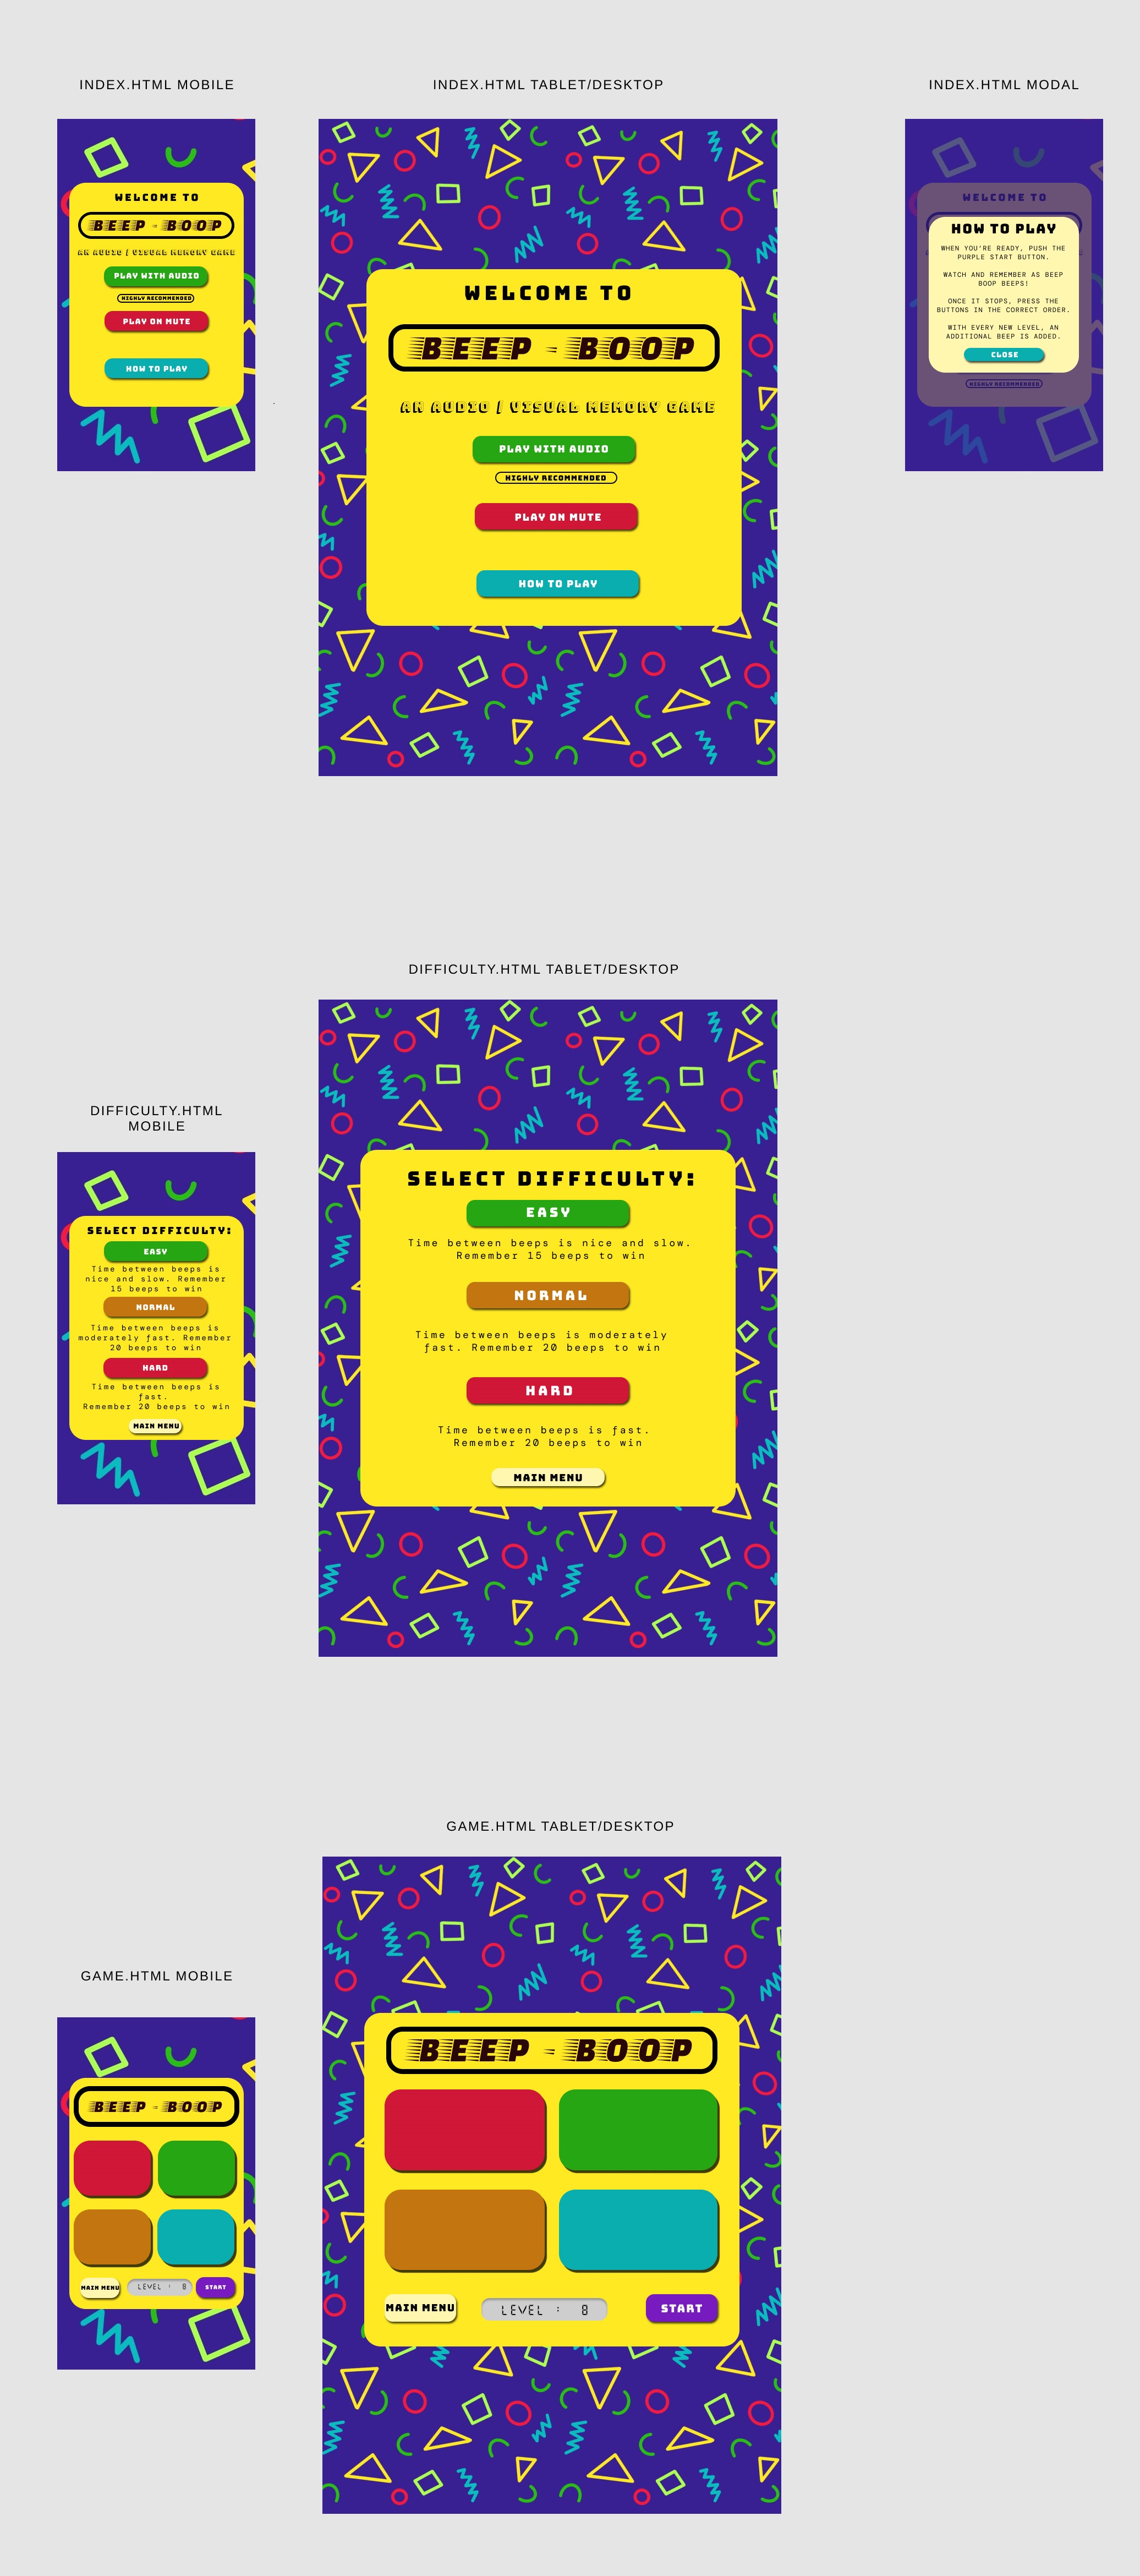 INDEX.HTML MOBILE
WELCOME TO
BEEP - BOOP
AN AUDIO / VISUAL MEMORY GAME
PLAY WITH AUDIO
HIGHLY RECOMMENDED
PLAY ON MUTE
HOW TO PLAY
INDEX.HTML TABLET/DESKTOP
WELCOME TO
BEEP - BOOP
AN AUDIO / VISUAL MEMORY GAME
PLAY WITH AUDIO
HIGHLY RECOMMENDED
PLAY ON MUTE
HOW TO PLAY
INDEX.HTML MODAL
WELCOME TO
HOW TO PLAY
WHEN YOU'RE READY, PUSH THE
PURPLE START BUTTON.
WATCH AND REMEMBER AS BEEP
BOOP BEEPS!
ONCE IT STOPS, PRESS THE
BUTTONS IN THE CORRECT ORDER.
WITH EVERY NEW LEVEL, AN
ADDITIONAL BEEP IS ADDED.
CLOSE
HIGHLY RECOMMENDED
DIFFICULTY.HTML
MOBILE
SELECT DIFFICULTY:
EASY
Time between beeps is
nice and slow. Remember
15 beeps to win
NORMAL
Time between beeps is
moderately fast. Remember
20 beeps to win
HARD
Time between beeps is
fast.
Remember 20 beeps to win
MAIN MENU
DIFFICULTY.HTML TABLET/DESKTOP
SELECT DIFFICULTY:
EASY
Time between beeps is nice and slow.
Remember 15 beeps to win
NORMAL
Time between beeps is moderately
fast. Remember 20 beeps to win
HARD
Time between beeps is fast.
Remember 20 beeps to win
MAIN MENU
GAME.HTML MOBILE
BEEP - BOOP
MAIN MENU
LEVEL : 8
START
GAME.HTML TABLET/DESKTOP
BEEP - BOOP
MAIN MENU
LEVEL : 8
START